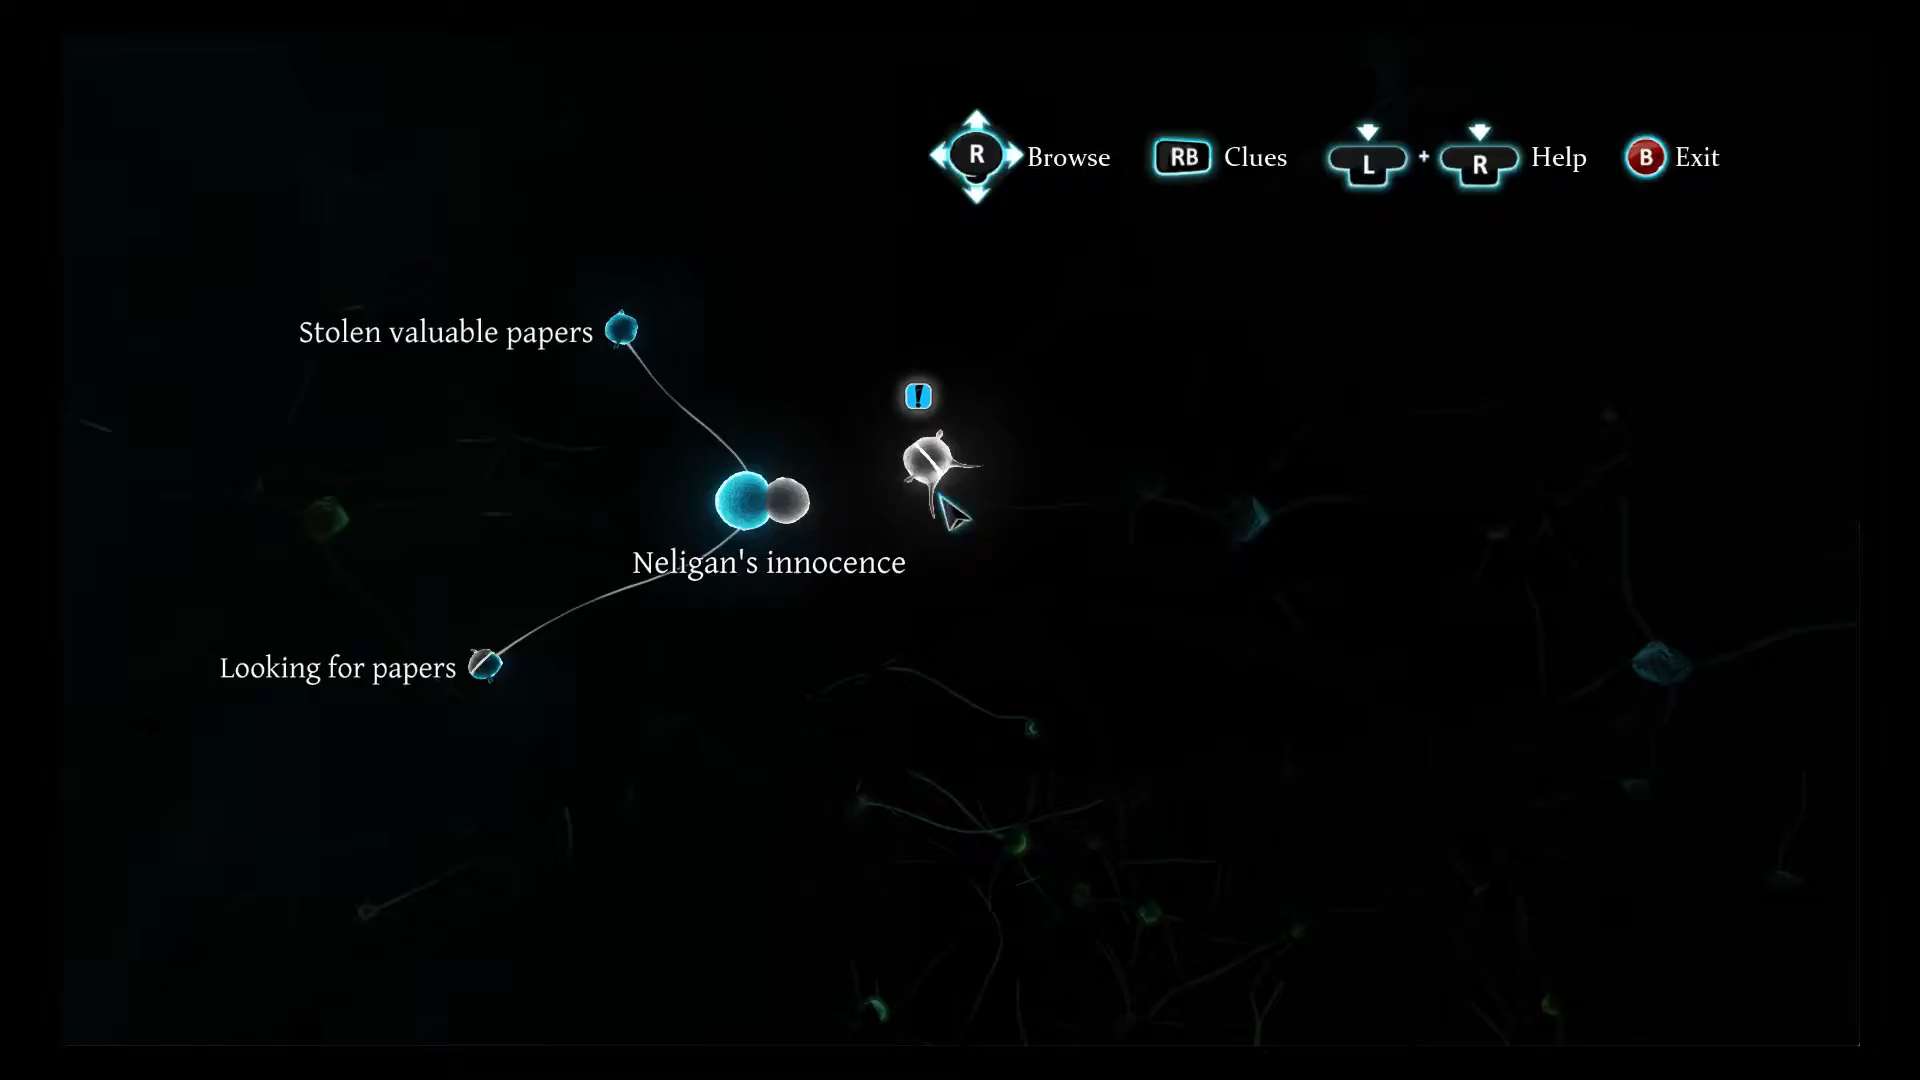 R Browse RB Clues L + R Help B Exit
!
Stolen valuable papers
Neligan's innocence
Looking for papers